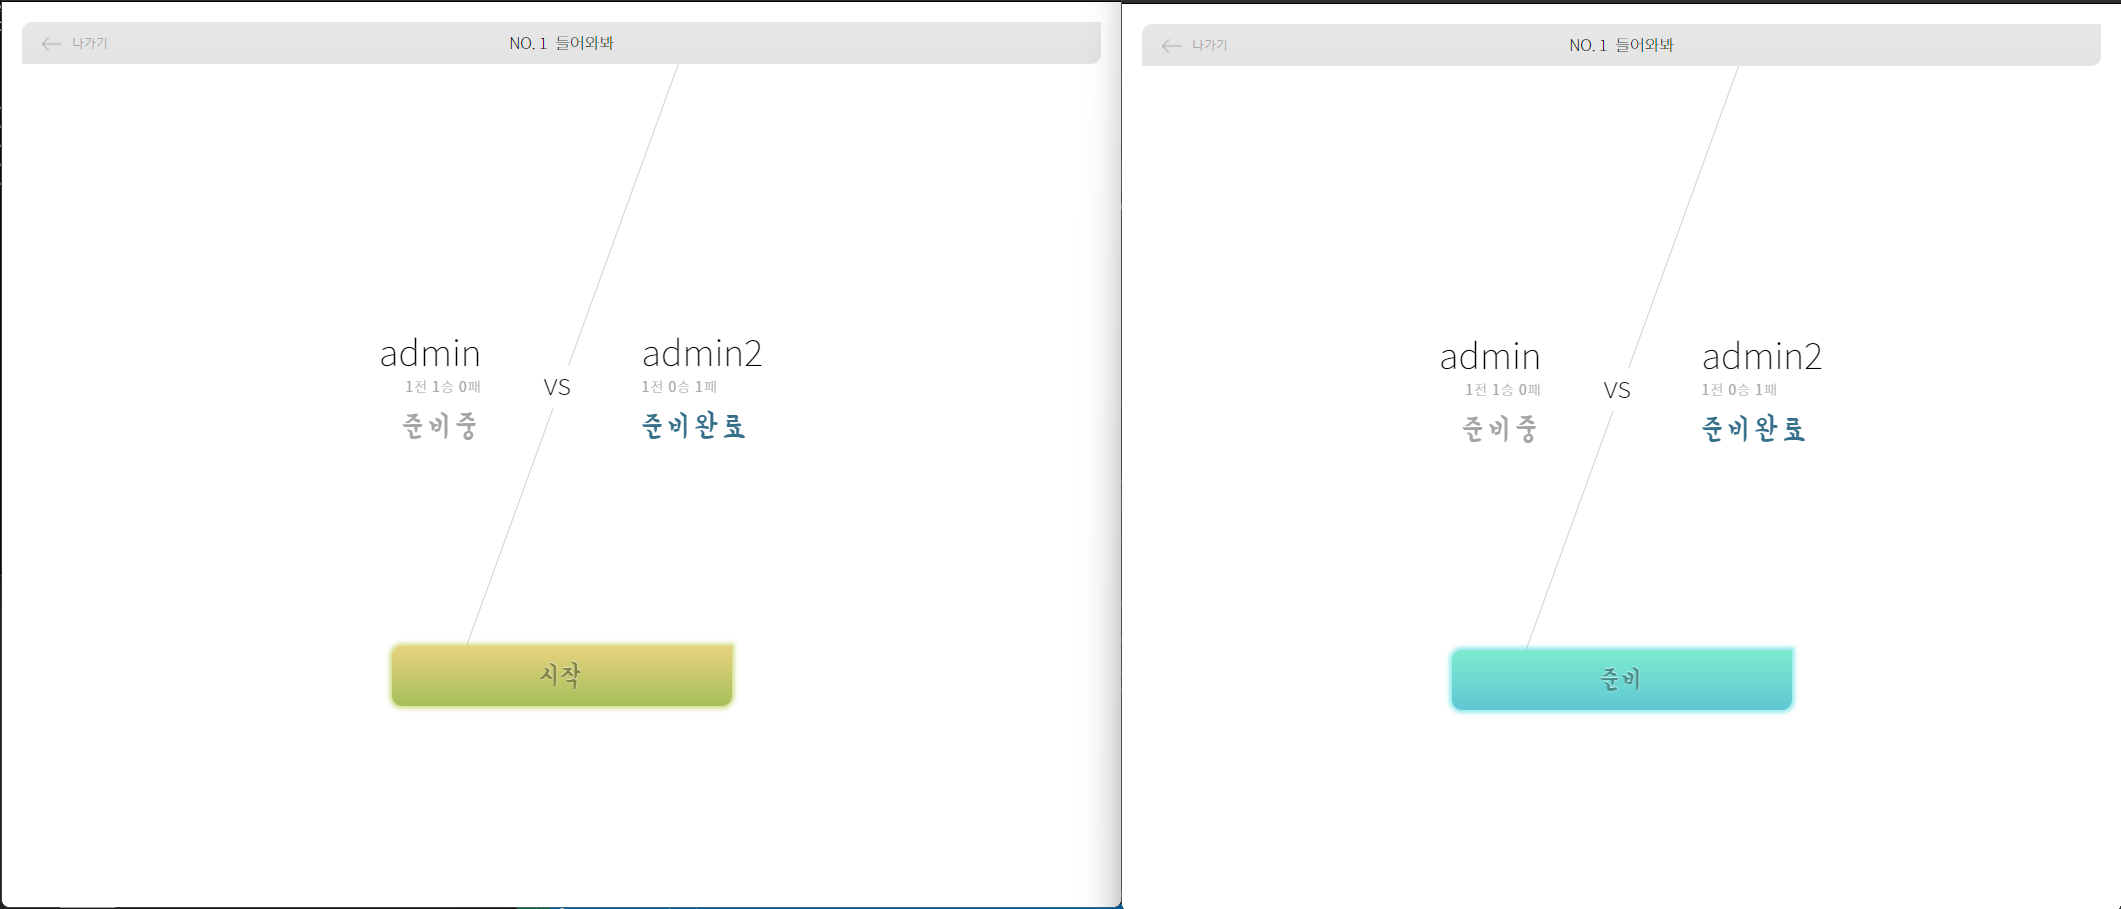 나가기
NO. 1 들어와봐
admin
1전 1승 0패
준비중
VS
admin2
1전 0승 1패
준비완료
시작
나가기
NO. 1 들어와봐
admin
1전 1승 0패
준비중
VS
admin2
1전 0승 1패
준비완료
준비